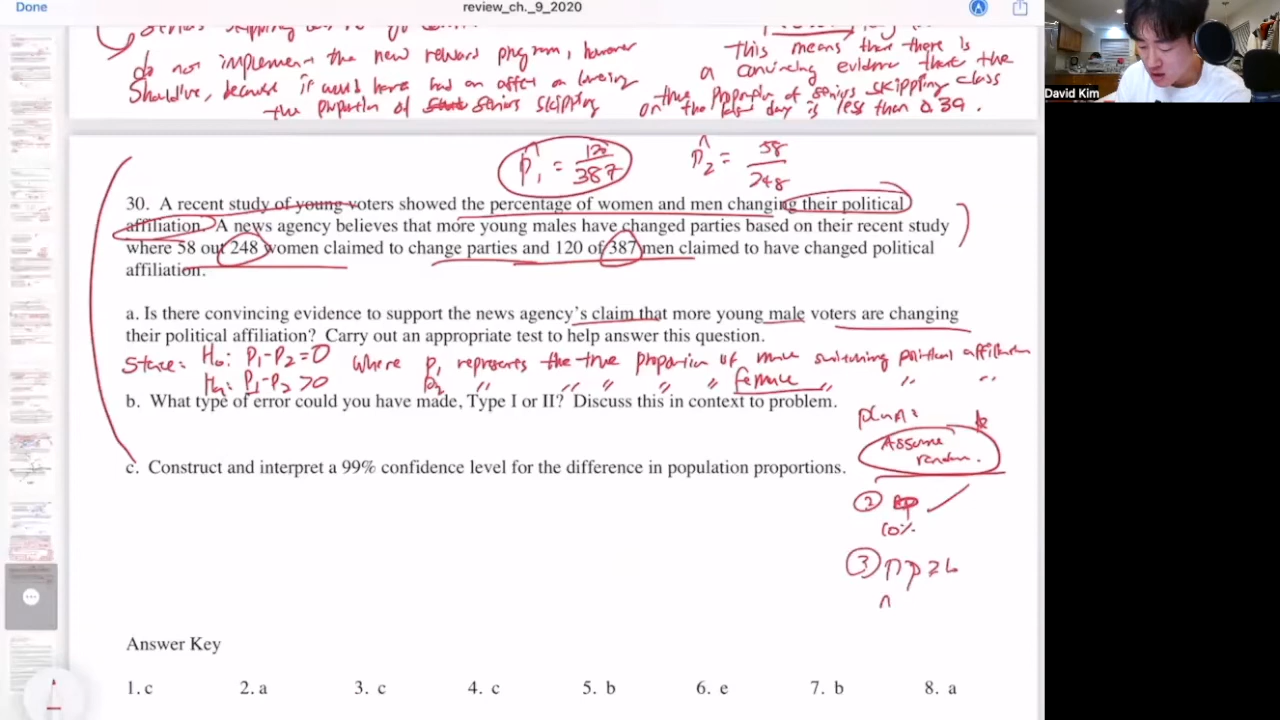 Done
review_ch._9_2020
seniors skipping
do not implement the new reward program, however
should've, because it would have had an effect on lowering
the proportion of seniors skipping
this means that there is
a convincing evidence that the
true proportion of seniors skipping class
on the last day is less than 0.39.
David Kim
p̂₁ = 120/387
p̂₂ = 58/248
30. A recent study of young voters showed the percentage of women and men changing their political
affiliation. A news agency believes that more young males have changed parties based on their recent study
where 58 out 248 women claimed to change parties and 120 of 387 men claimed to have changed political
affiliation.
a. Is there convincing evidence to support the news agency's claim that more young male voters are changing
their political affiliation? Carry out an appropriate test to help answer this question.
State: H₀: P₁-P₂=0 where p₁ represents the true proportion of male switching political affiliation
Hₐ: P₁-P₂>0 p₂ " " " " " female " " "
b. What type of error could you have made, Type I or II? Discuss this in context to problem.
plan:
Assume
random.
c. Construct and interpret a 99% confidence level for the difference in population proportions.
②
10%
③ np≥
Answer Key
1. c 2. a 3. c 4. c 5. b 6. e 7. b 8. a